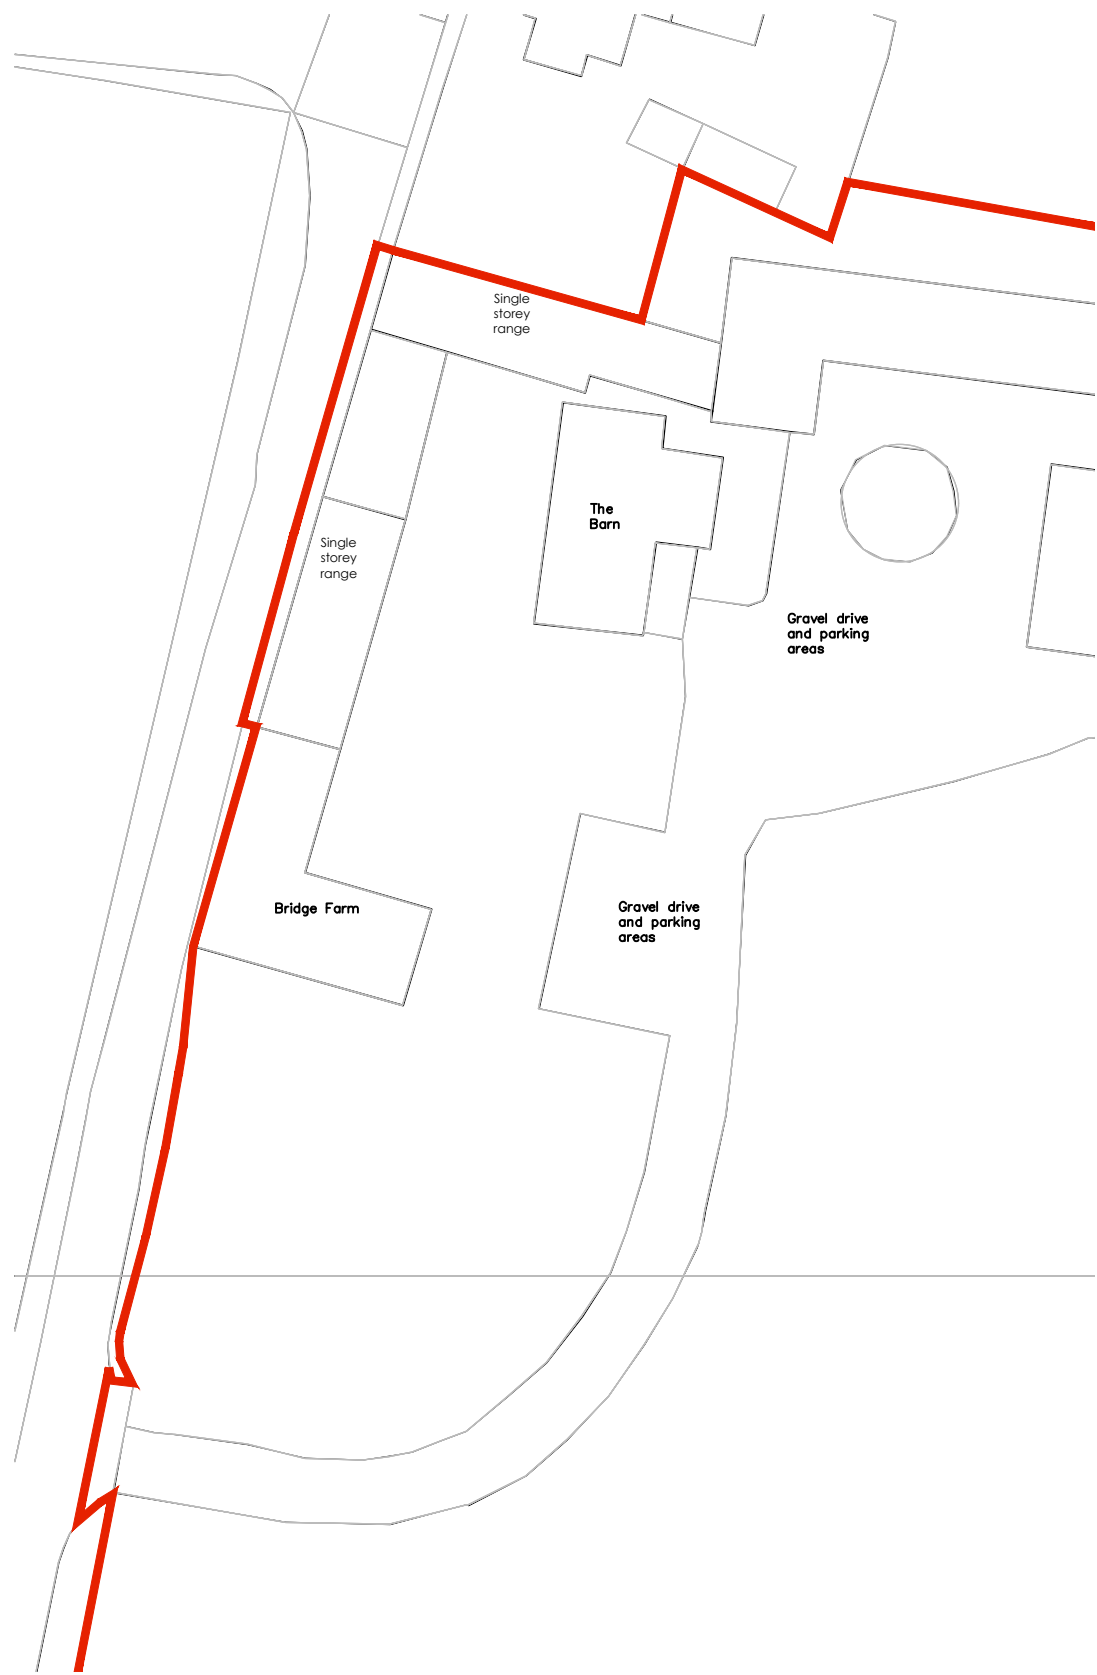 Single
storey
range
The
Barn
Single
storey
range
Gravel drive
and parking
areas
Bridge Farm
Gravel drive
and parking
areas